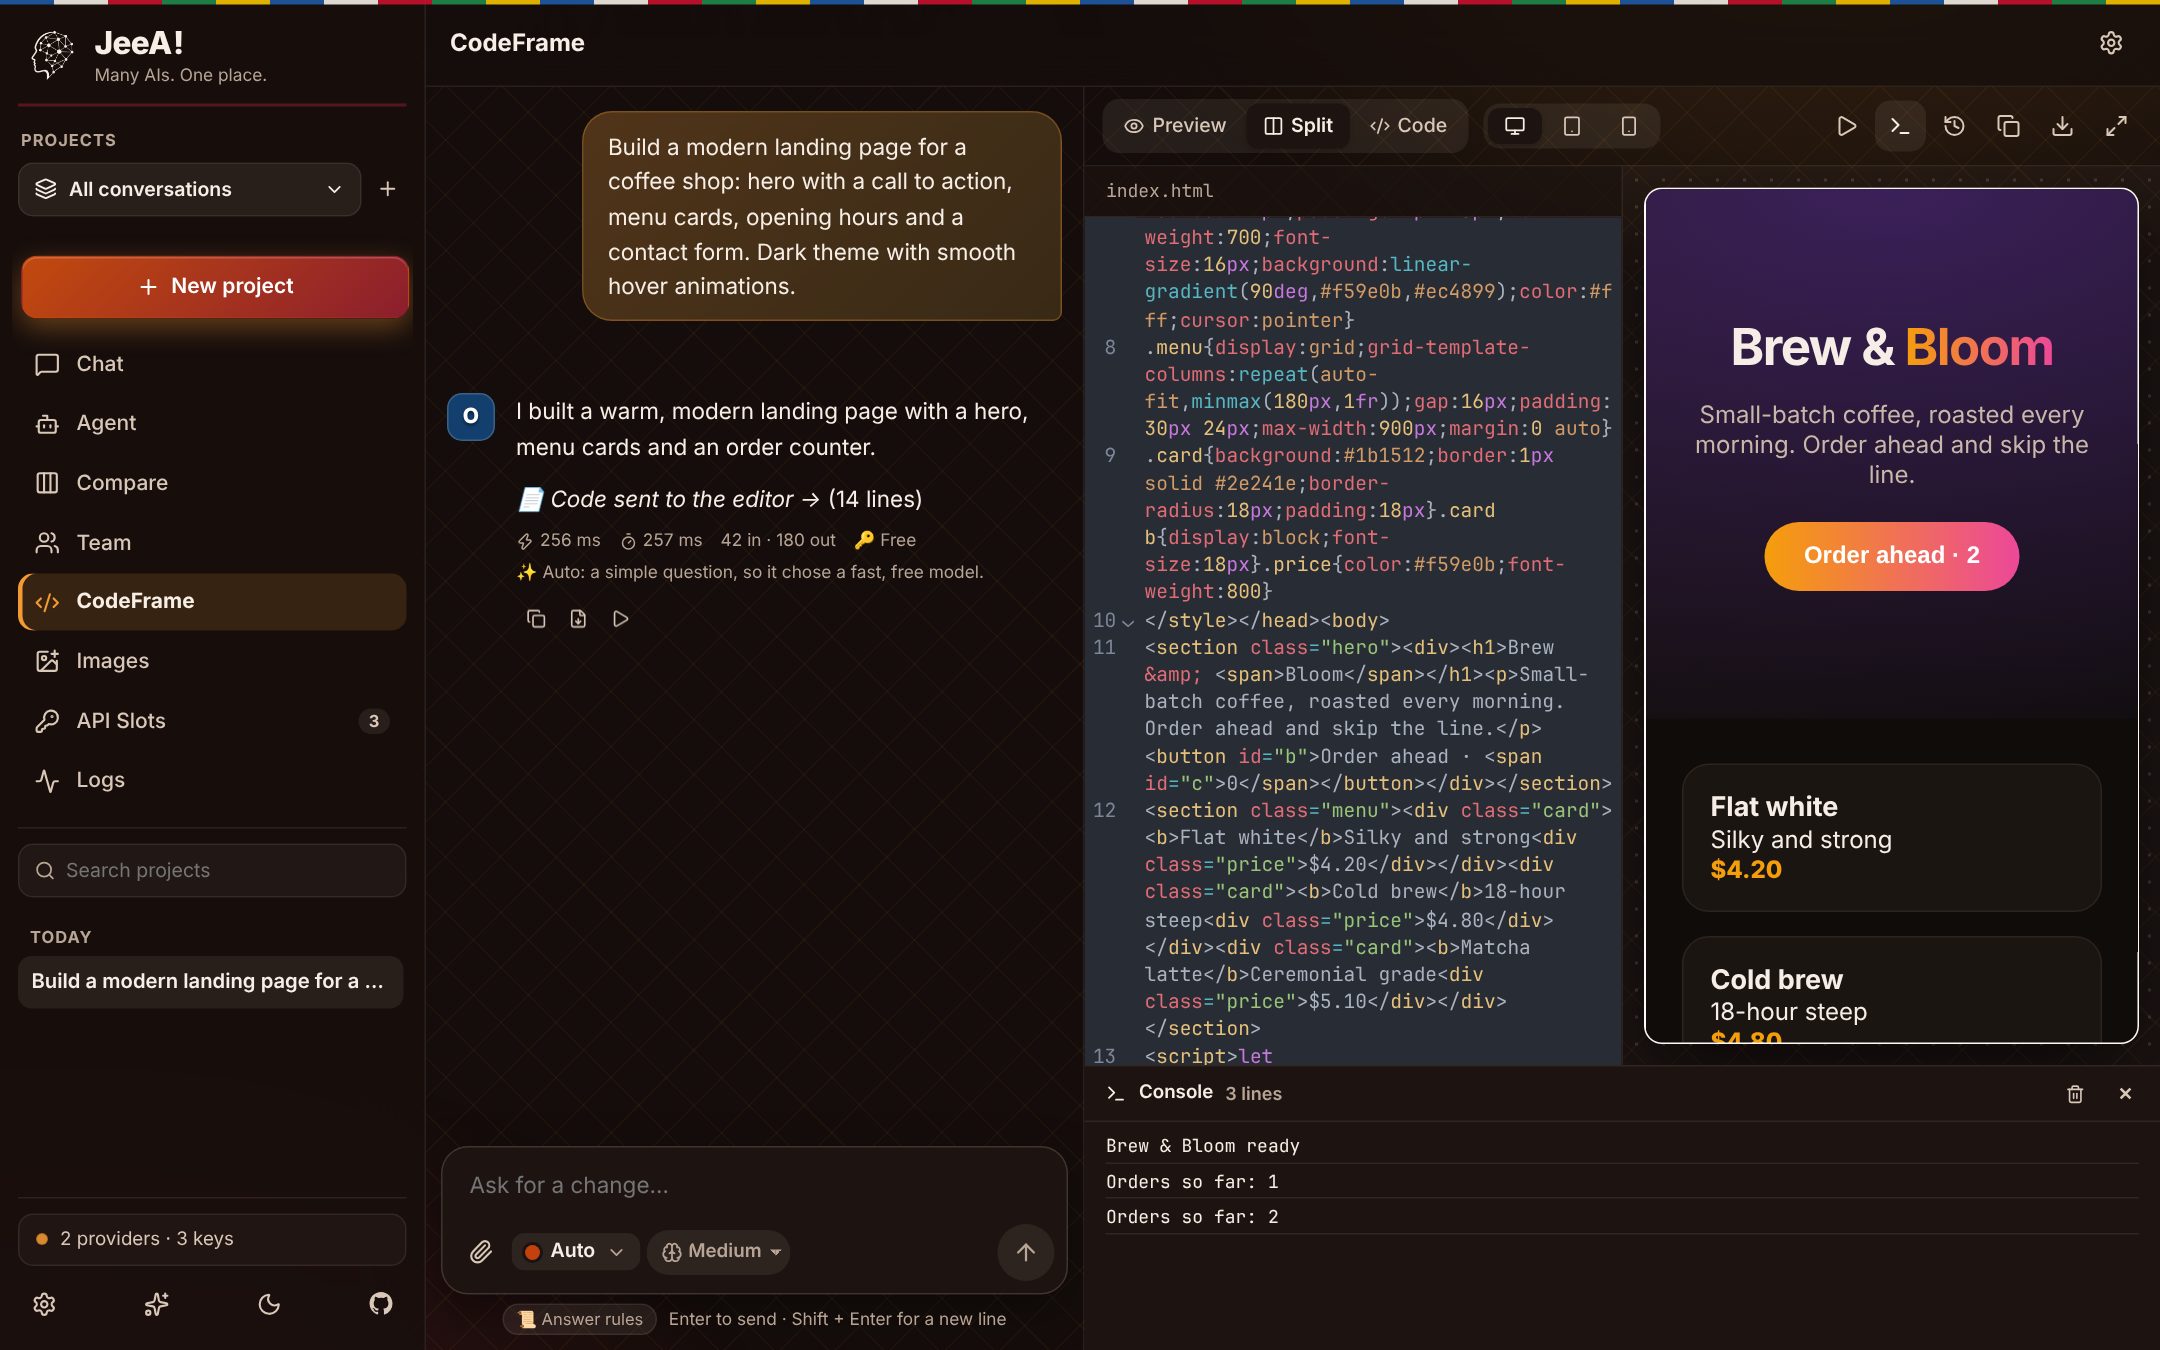 JeeA!
Many AIs. One place.
PROJECTS
All conversations
New project
Chat
Agent
Compare
Team
CodeFrame
Images
API Slots 3
Logs
Search projects
TODAY
Build a modern landing page for a ...
2 providers · 3 keys
CodeFrame
Build a modern landing page for a
coffee shop: hero with a call to action,
menu cards, opening hours and a
contact form. Dark theme with smooth
hover animations.
O
I built a warm, modern landing page with a hero,
menu cards and an order counter.
📄 Code sent to the editor → (14 lines)
256 ms 257 ms 42 in · 180 out 🔑 Free
✨ Auto: a simple question, so it chose a fast, free model.
Ask for a change...
Auto Medium
📜 Answer rules Enter to send · Shift + Enter for a new line
Preview Split Code
index.html
weight:700;font-
size:16px;background:linear-
gradient(90deg,#f59e0b,#ec4899);color:#f
ff;cursor:pointer}
8 .menu{display:grid;grid-template-
columns:repeat(auto-
fit,minmax(180px,1fr));gap:16px;padding:
30px 24px;max-width:900px;margin:0 auto}
9 .card{background:#1b1512;border:1px
solid #2e241e;border-
radius:18px;padding:18px}.card
b{display:block;font-
size:18px}.price{color:#f59e0b;font-
weight:800}
10 </style></head><body>
11 <section class="hero"><div><h1>Brew
&amp; <span>Bloom</span></h1><p>Small-
batch coffee, roasted every morning.
Order ahead and skip the line.</p>
<button id="b">Order ahead · <span
id="c">0</span></button></div></section>
12 <section class="menu"><div class="card">
<b>Flat white</b>Silky and strong<div
class="price">$4.20</div></div><div
class="card"><b>Cold brew</b>18-hour
steep<div class="price">$4.80</div>
</div><div class="card"><b>Matcha
latte</b>Ceremonial grade<div
class="price">$5.10</div></div>
</section>
13 <script>let
Brew & Bloom
Small-batch coffee, roasted every
morning. Order ahead and skip the
line.
Order ahead · 2
Flat white
Silky and strong
$4.20
Cold brew
18-hour steep
$4.80
Console 3 lines
Brew & Bloom ready
Orders so far: 1
Orders so far: 2